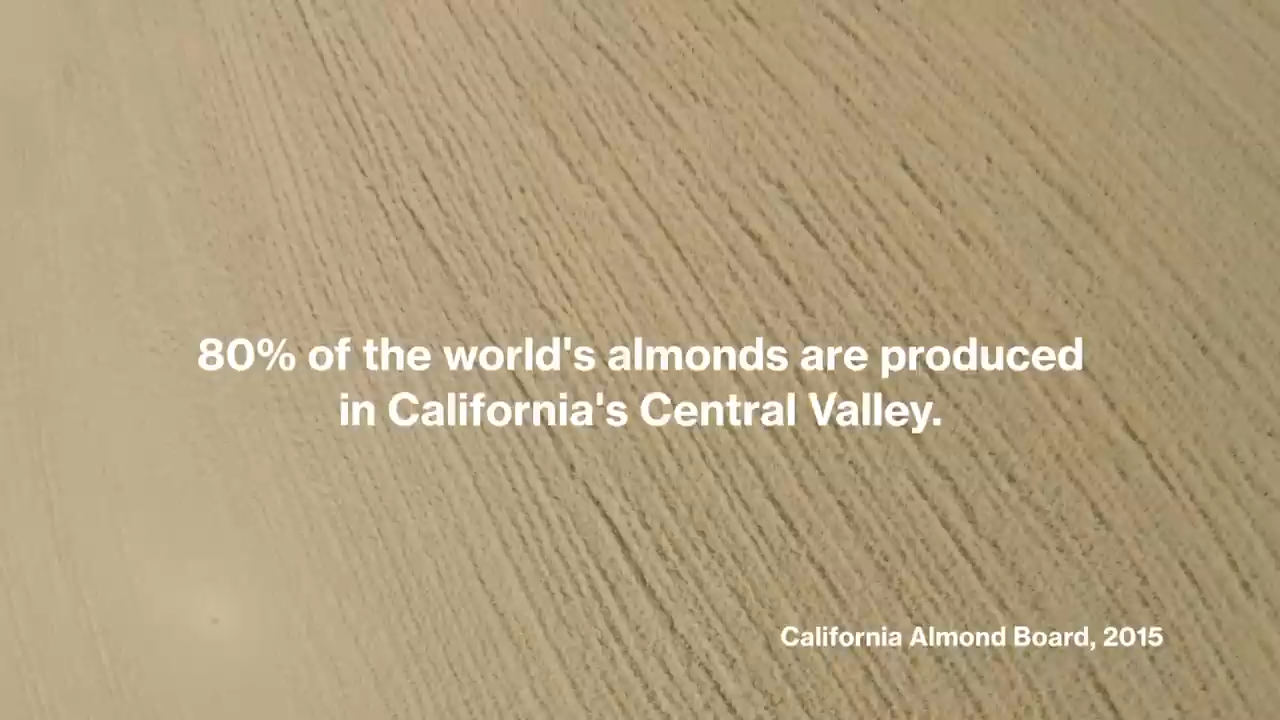 80% of the world's almonds are produced
in California's Central Valley.
California Almond Board, 2015